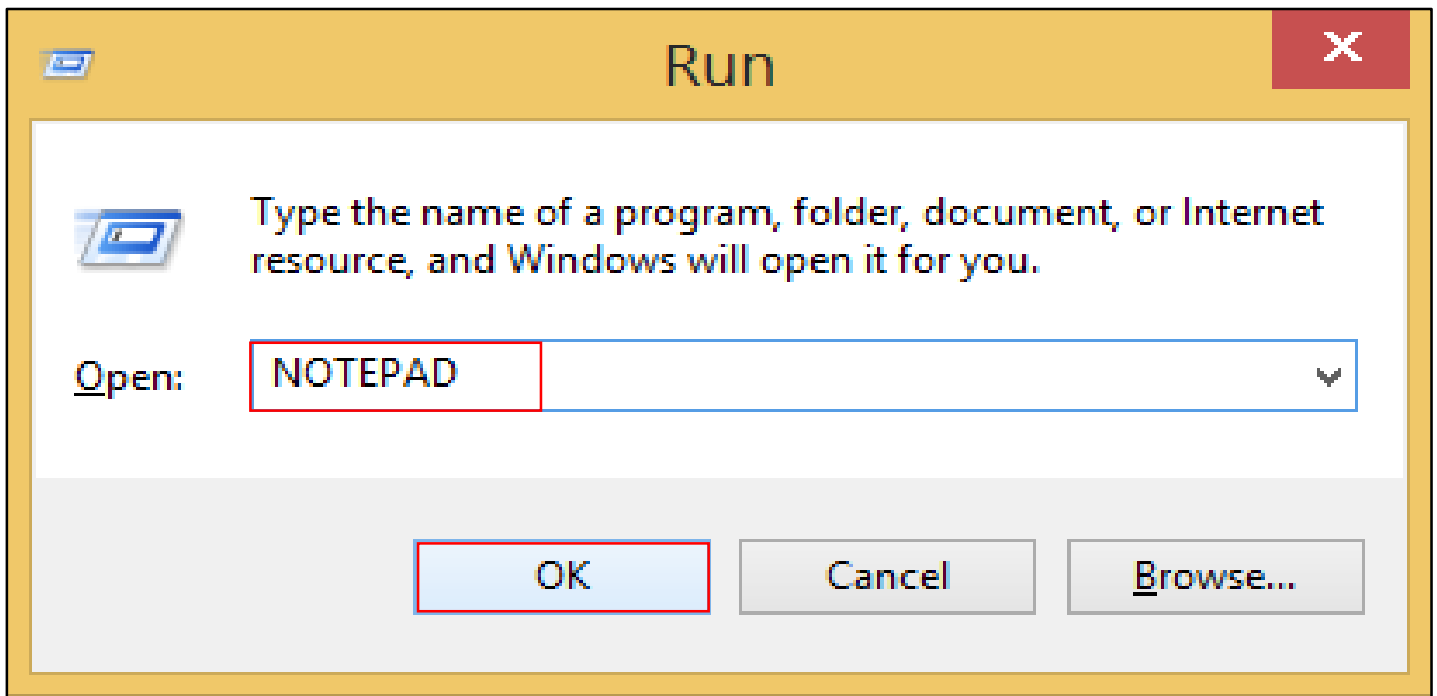 Run
Type the name of a program, folder, document, or Internet
resource, and Windows will open it for you.
Open: NOTEPAD
OK Cancel Browse...